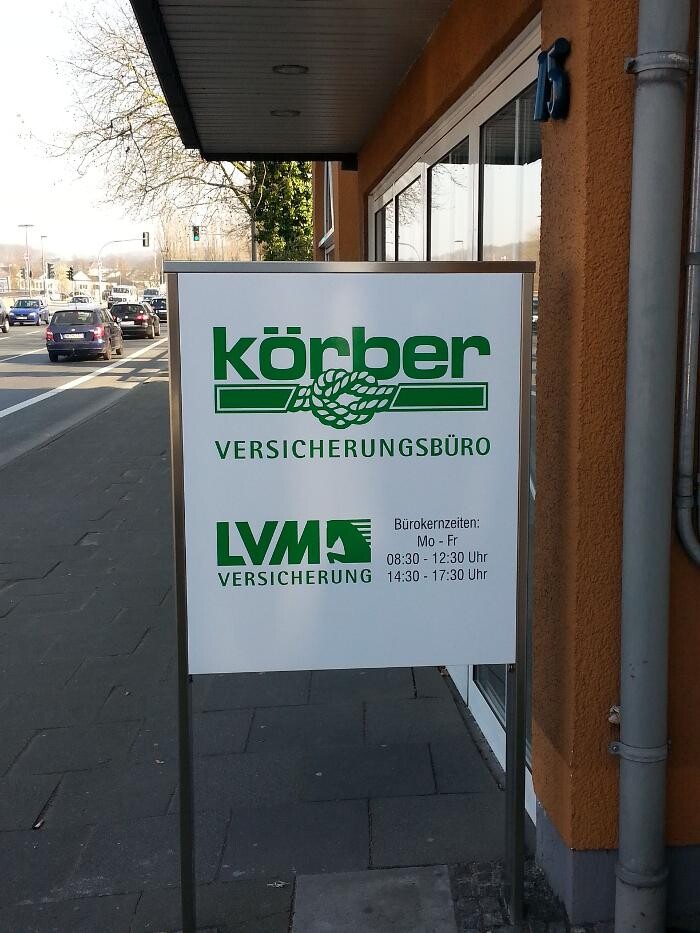 15
körber
VERSICHERUNGSBÜRO
LVM
VERSICHERUNG
Bürokernzeiten:
Mo - Fr
08:30 - 12:30 Uhr
14:30 - 17:30 Uhr